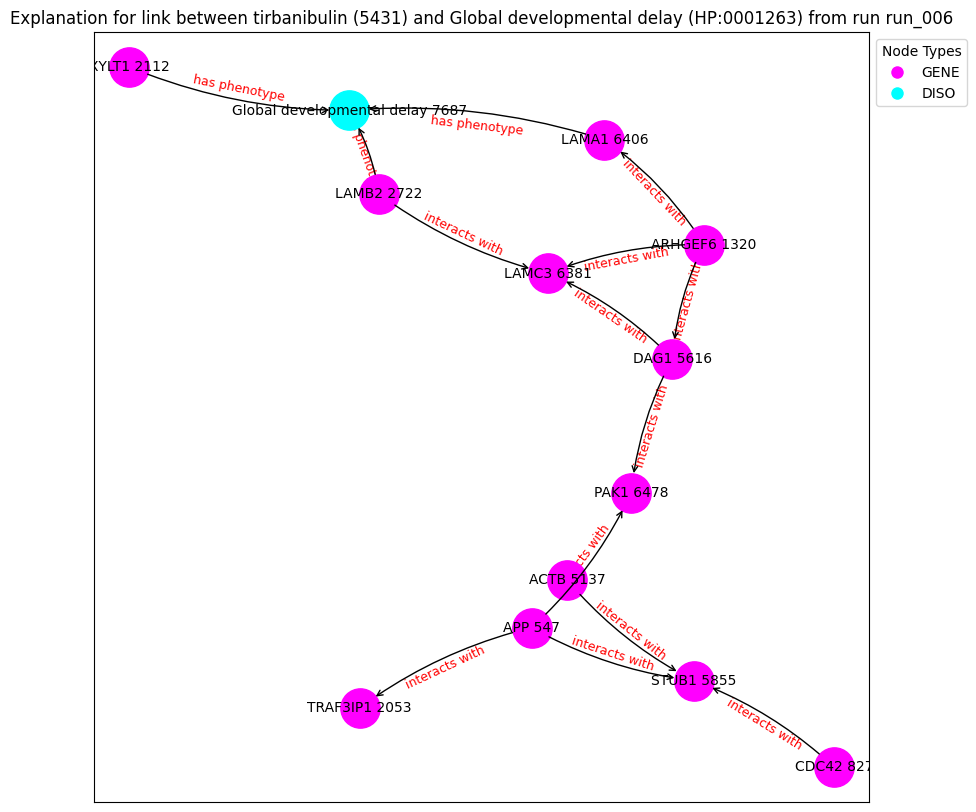 Explanation for link between tirbanibulin (5431) and Global developmental delay (HP:0001263) from run run_006
Node Types
GENE
DISO
XYLT1 2112
has phenotype
Global developmental delay 7687
has phenotype
LAMA1 6406
LAMB2 2722
interacts with
interacts with
ARHGEF6 1320
interacts with
LAMC3 6381
interacts with
interacts with
DAG1 5616
interacts with
PAK1 6478
ACTB 5137
interacts with
APP 547
interacts with
STUB1 5855
interacts with
TRAF3IP1 2053
interacts with
CDC42 827